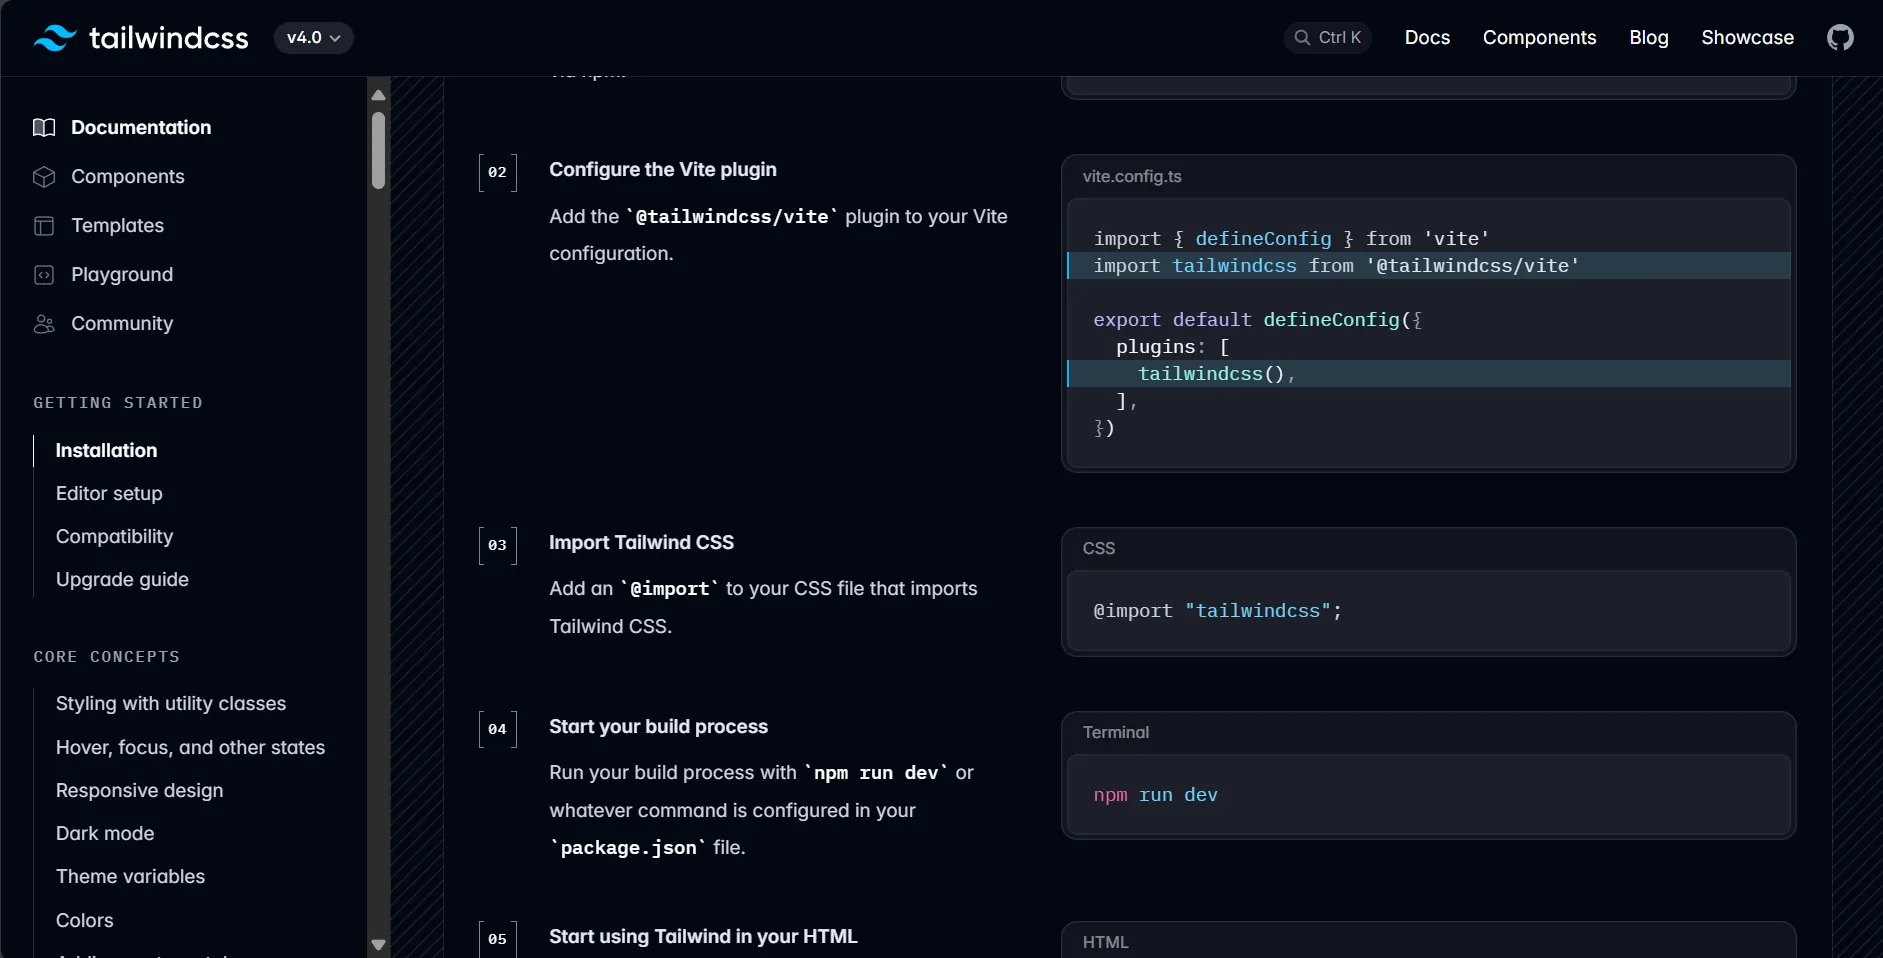 tailwindcss
v4.0
Ctrl K
Docs
Components
Blog
Showcase
Documentation
Components
Templates
Playground
Community
GETTING STARTED
Installation
Editor setup
Compatibility
Upgrade guide
CORE CONCEPTS
Styling with utility classes
Hover, focus, and other states
Responsive design
Dark mode
Theme variables
Colors
02
Configure the Vite plugin
Add the `@tailwindcss/vite` plugin to your Vite
configuration.
vite.config.ts
import { defineConfig } from 'vite'
import tailwindcss from '@tailwindcss/vite'
export default defineConfig({
plugins: [
tailwindcss(),
],
})
03
Import Tailwind CSS
Add an `@import` to your CSS file that imports
Tailwind CSS.
CSS
@import "tailwindcss";
04
Start your build process
Run your build process with `npm run dev` or
whatever command is configured in your
`package.json` file.
Terminal
npm run dev
05
Start using Tailwind in your HTML
HTML